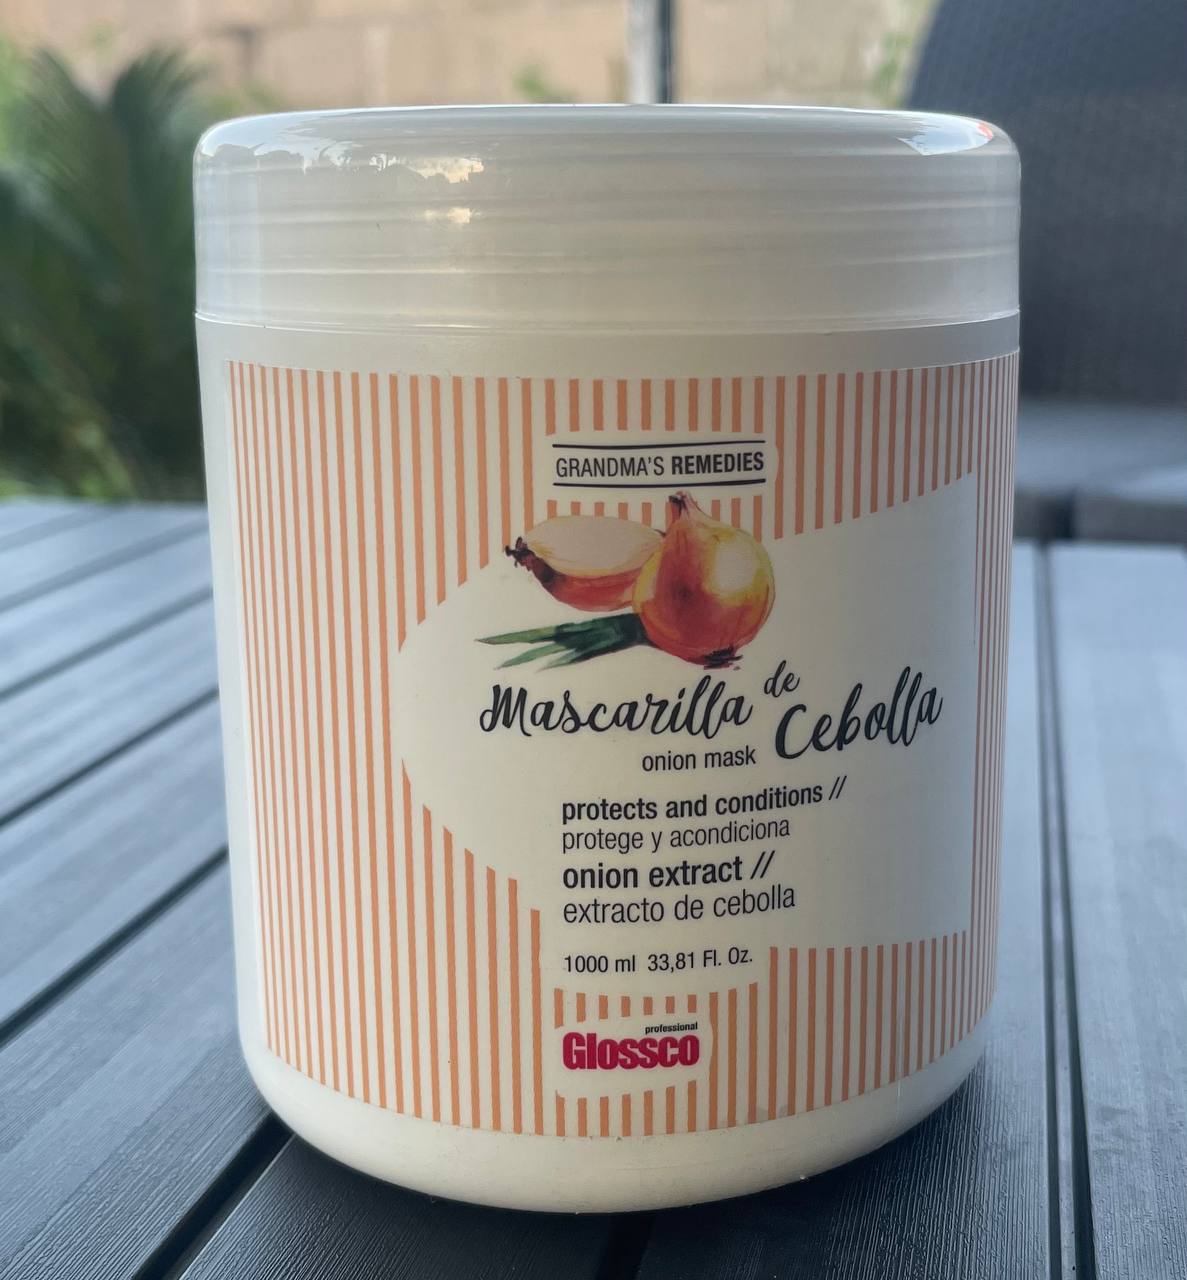 GRANDMA'S REMEDIES
Mascarilla de Cebolla
onion mask
protects and conditions //
protege y acondiciona
onion extract //
extracto de cebolla
1000 ml 33,81 Fl. Oz.
professional
Glossco